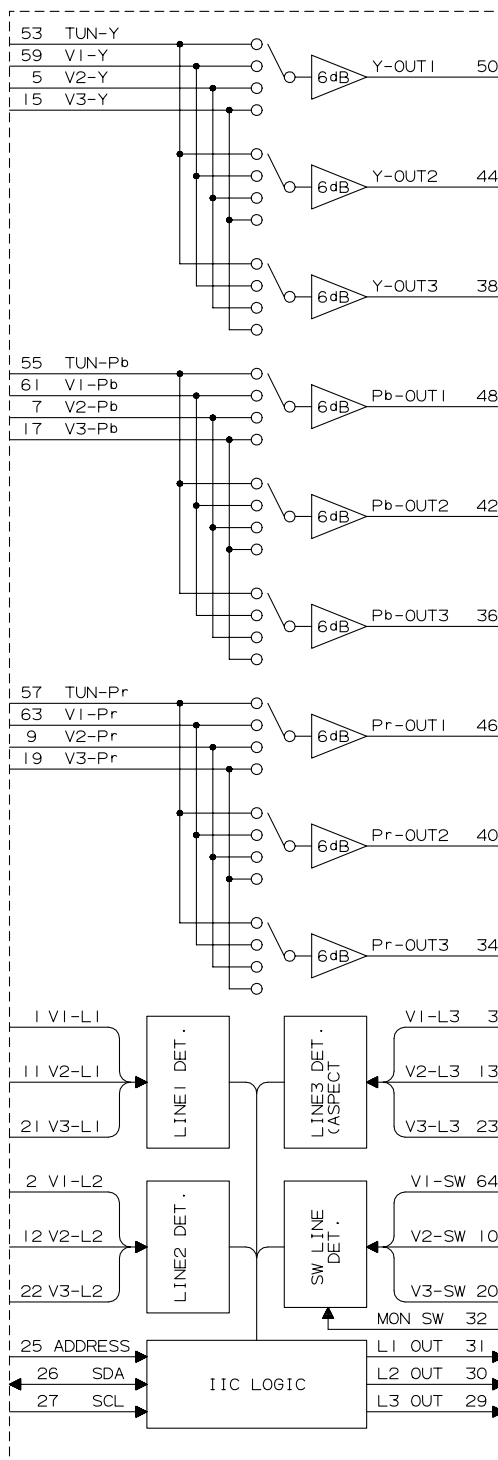 53 TUN-Y
59 V1-Y
6dB Y-OUT1 50
5 V2-Y
15 V3-Y
6dB Y-OUT2 44
6dB Y-OUT3 38
55 TUN-Pb
61 V1-Pb
6dB Pb-OUT1 48
7 V2-Pb
17 V3-Pb
6dB Pb-OUT2 42
6dB Pb-OUT3 36
57 TUN-Pr
63 V1-Pr
6dB Pr-OUT1 46
9 V2-Pr
19 V3-Pr
6dB Pr-OUT2 40
6dB Pr-OUT3 34
1 V1-L1
11 V2-L1
21 V3-L1
LINE1 DET.
LINE3 DET.
(ASPECT
V1-L3 3
V2-L3 13
V3-L3 23
2 V1-L2
12 V2-L2
22 V3-L2
LINE2 DET.
SW LINE
DET.
V1-SW 64
V2-SW 10
V3-SW 20
MON SW 32
25 ADDRESS
26 SDA
27 SCL
IIC LOGIC
L1 OUT 31
L2 OUT 30
L3 OUT 29